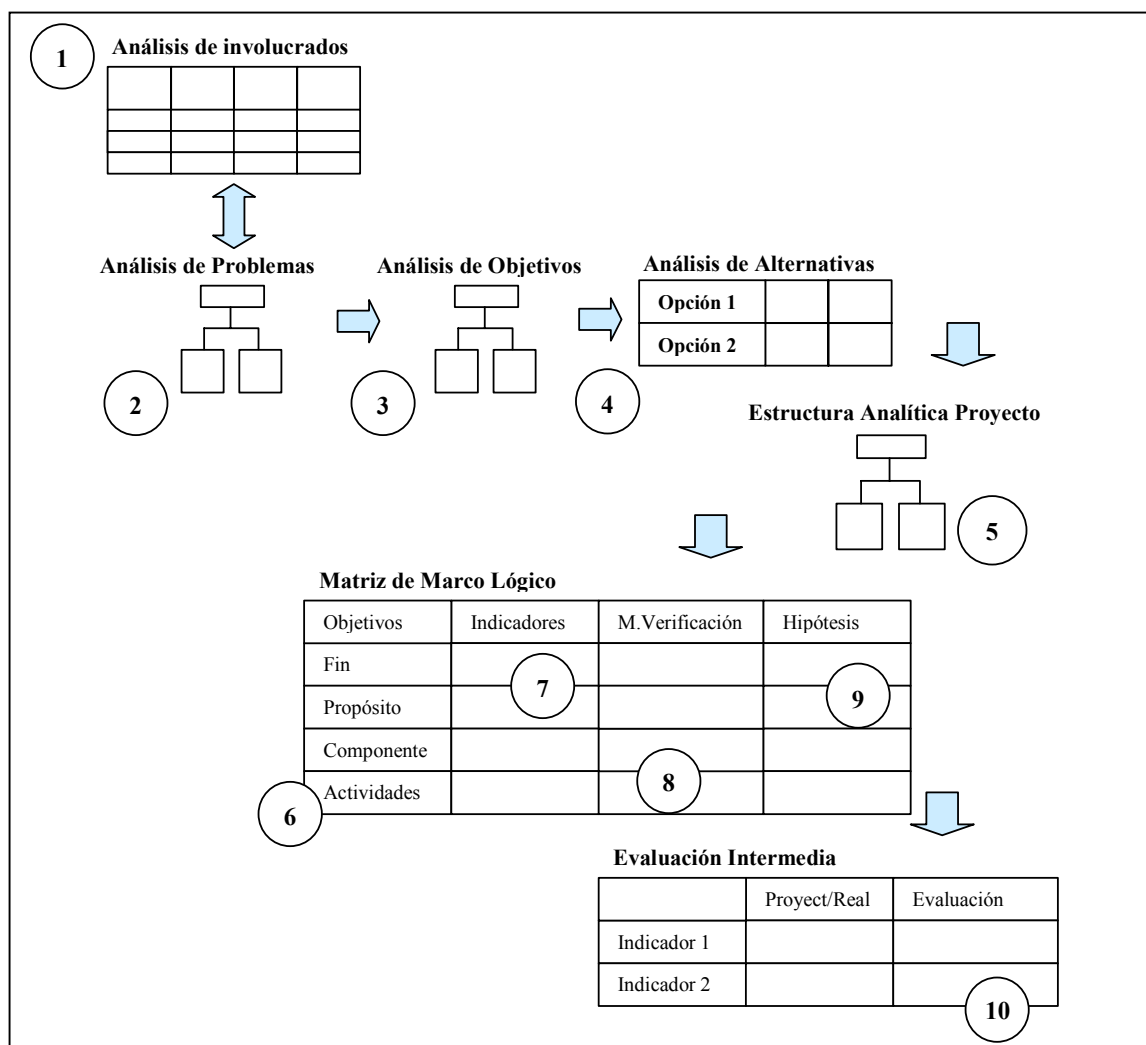 1
Análisis de involucrados
Análisis de Problemas
2
Análisis de Objetivos
3
Análisis de Alternativas
Opción 1
Opción 2
4
Estructura Analítica Proyecto
5
Matriz de Marco Lógico
Objetivos Indicadores M.Verificación Hipótesis
Fin
7
9
Propósito
Componente
8
Actividades
6
Evaluación Intermedia
Proyect/Real Evaluación
Indicador 1
Indicador 2
10